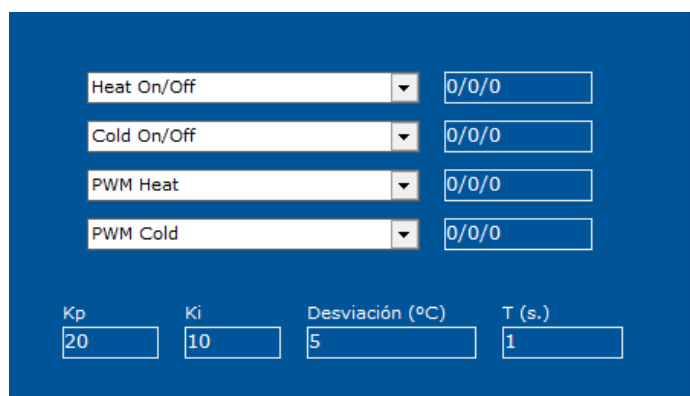 Heat On/Off 0/0/0
Cold On/Off 0/0/0
PWM Heat 0/0/0
PWM Cold 0/0/0
Kp Ki Desviación (ºC) T (s.)
20 10 5 1